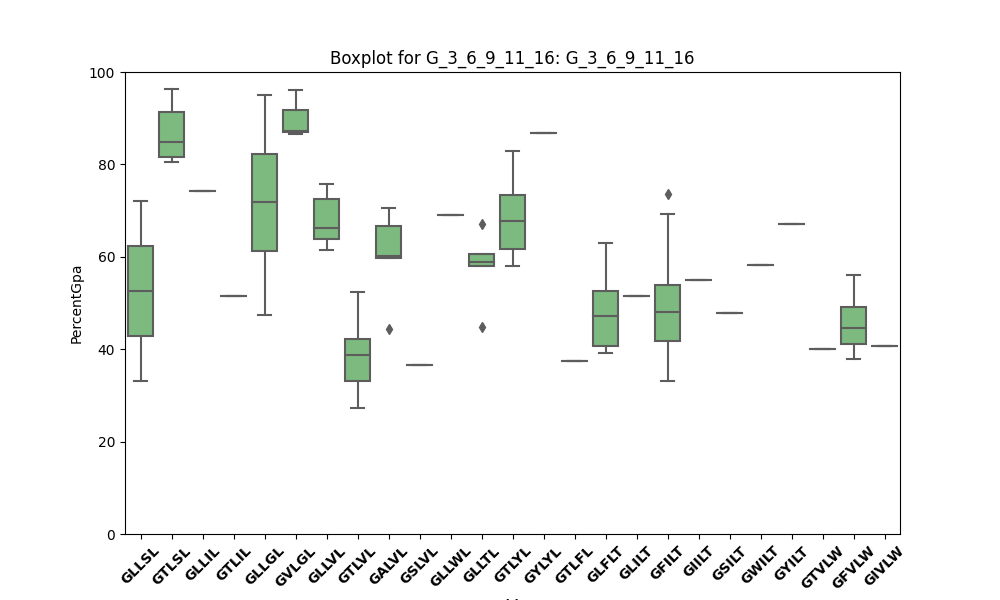 Boxplot for G_3_6_9_11_16: G_3_6_9_11_16
100
80
60
40
20
0
PercentGpa
GLLSL
GTLSL
GLLIL
GTLIL
GLLGL
GVLGL
GLLVL
GTLVL
GALVL
GSLVL
GLLWL
GLLTL
GTLYL
GYLYL
GTLFL
GLFLT
GLILT
GFILT
GIILT
GSILT
GWILT
GYILT
GTVLW
GFVLW
GIVLW